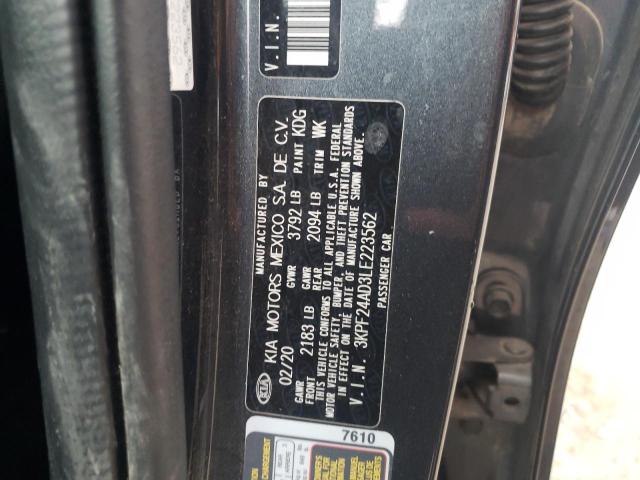 V.I.N.
MANUFACTURED BY
KIA KIA MOTORS MEXICO S.A. DE C.V.
02/20 GVWR 3792 LB PAINT KDG
GAWR FRONT 2183 LB GAWR REAR 2094 LB TRIM WK
THIS VEHICLE CONFORMS TO ALL APPLICABLE U.S.A. FEDERAL
MOTOR VEHICLE SAFETY, BUMPER, AND THEFT PREVENTION STANDARDS
IN EFFECT ON THE DATE OF MANUFACTURE SHOWN ABOVE.
V.I.N. 3KPF24AD3LE223562
PASSENGER CAR
7610